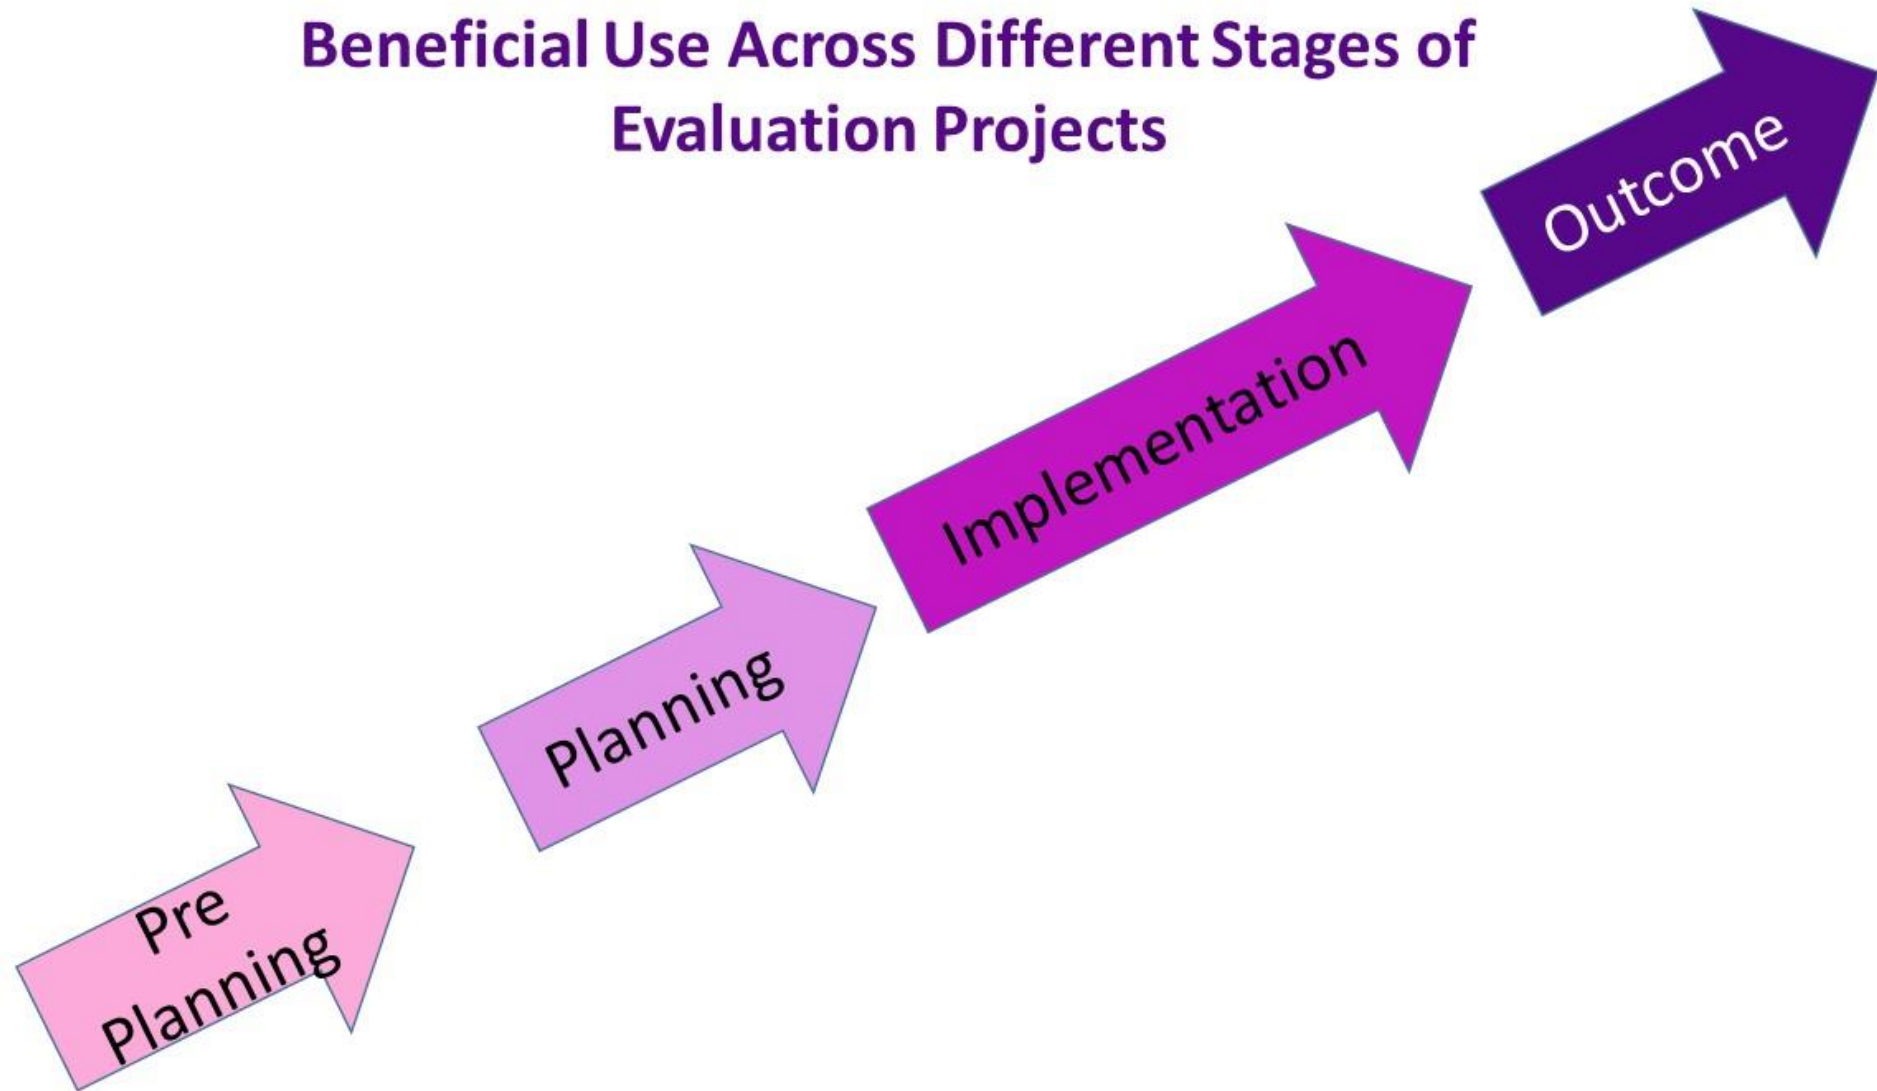 Beneficial Use Across Different Stages of
Evaluation Projects
Pre
Planning
Planning
Implementation
Outcome